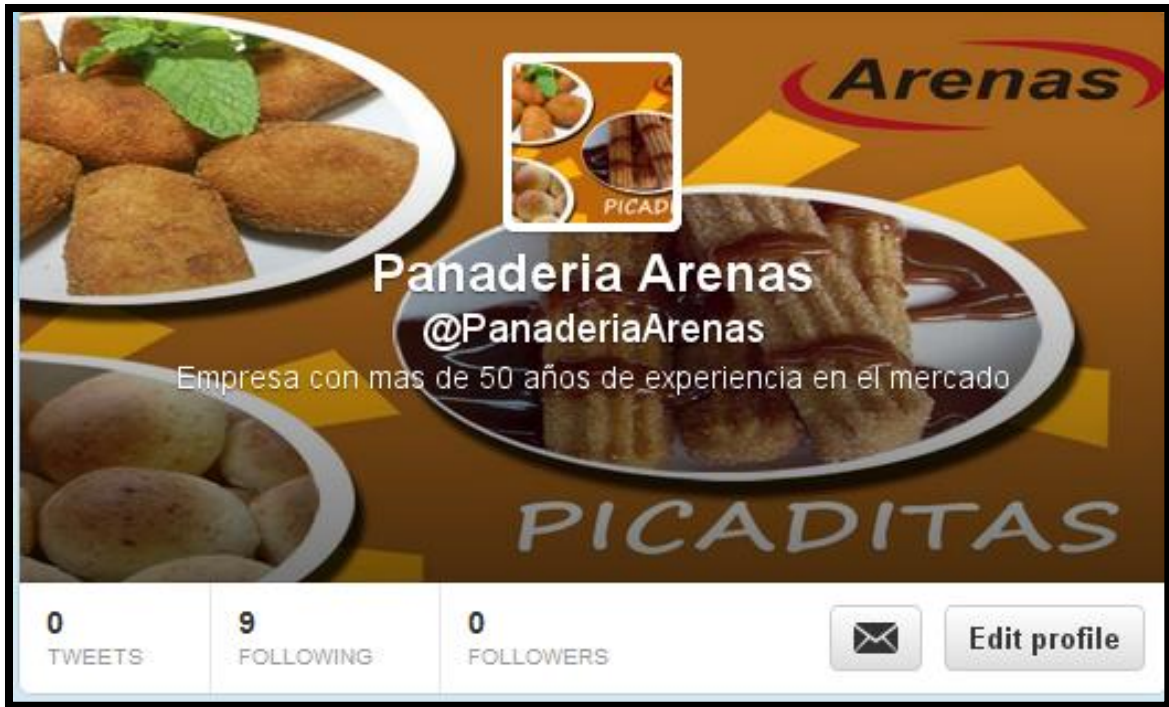 Arenas
PICAD
Panaderia Arenas
@PanaderiaArenas
Empresa con mas de 50 años de experiencia en el mercado
PICADITAS
0
TWEETS
9
FOLLOWING
0
FOLLOWERS
Edit profile